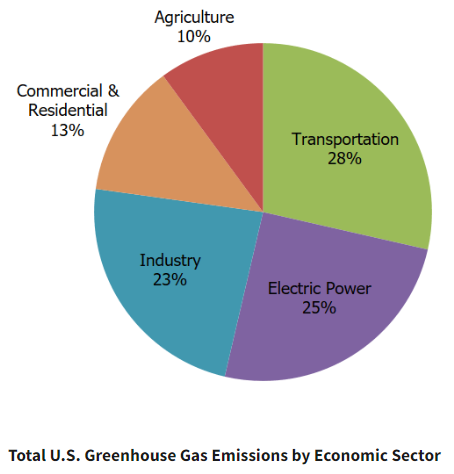 Agriculture
10%
Commercial &
Residential
13%
Transportation
28%
Industry
23%
Electric Power
25%
Total U.S. Greenhouse Gas Emissions by Economic Sector